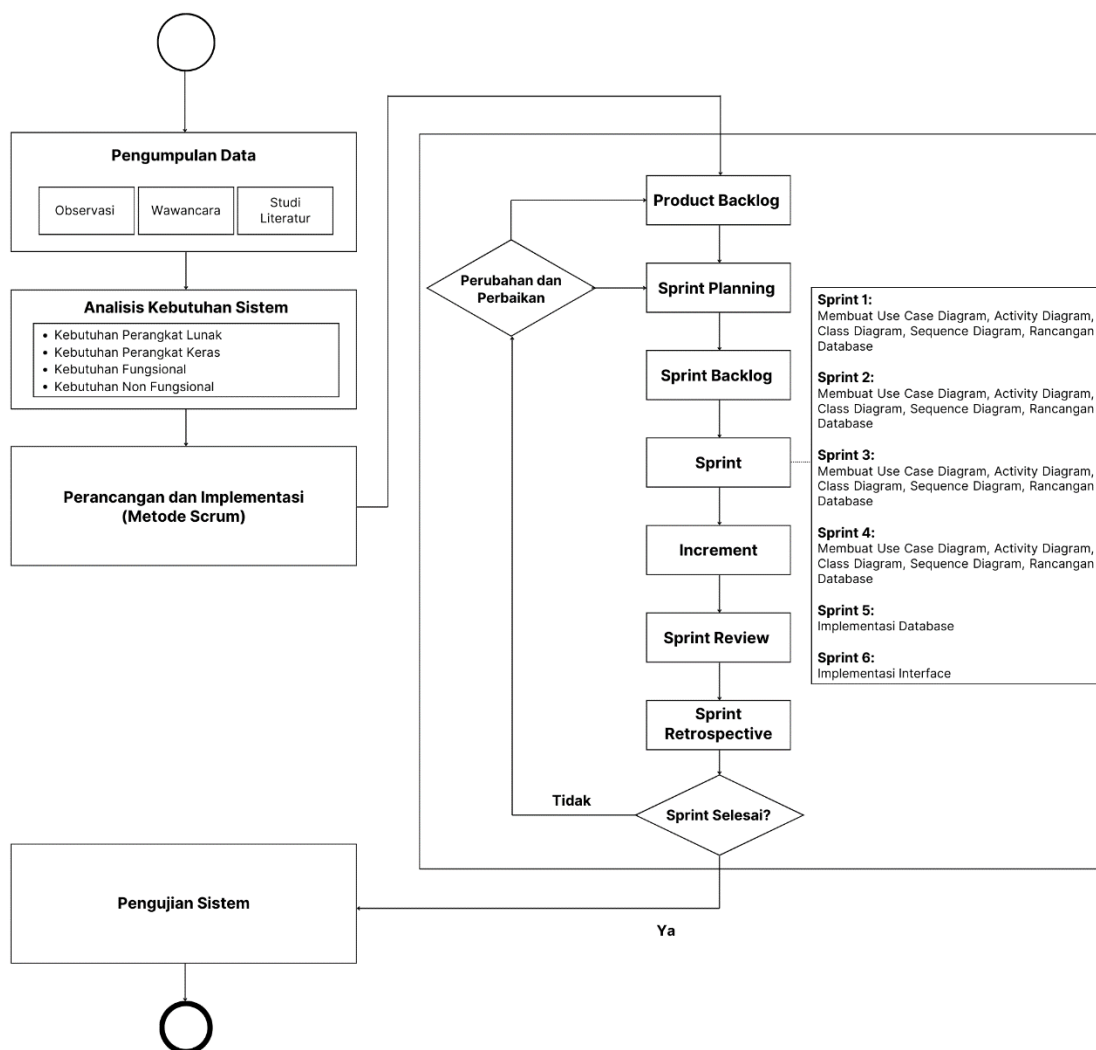 Pengumpulan Data
Observasi
Wawancara
Studi
Literatur
Analisis Kebutuhan Sistem
• Kebutuhan Perangkat Lunak
• Kebutuhan Perangkat Keras
• Kebutuhan Fungsional
• Kebutuhan Non Fungsional
Perancangan dan Implementasi
(Metode Scrum)
Product Backlog
Perubahan dan
Perbaikan
Sprint Planning
Sprint Backlog
Sprint
Increment
Sprint Review
Sprint
Retrospective
Sprint Selesai?
Tidak
Ya
Sprint 1:
Membuat Use Case Diagram, Activity Diagram,
Class Diagram, Sequence Diagram, Rancangan
Database
Sprint 2:
Membuat Use Case Diagram, Activity Diagram,
Class Diagram, Sequence Diagram, Rancangan
Database
Sprint 3:
Membuat Use Case Diagram, Activity Diagram,
Class Diagram, Sequence Diagram, Rancangan
Database
Sprint 4:
Membuat Use Case Diagram, Activity Diagram,
Class Diagram, Sequence Diagram, Rancangan
Database
Sprint 5:
Implementasi Database
Sprint 6:
Implementasi Interface
Pengujian Sistem